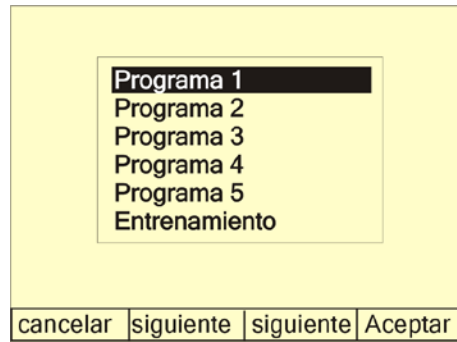 Programa 1
Programa 2
Programa 3
Programa 4
Programa 5
Entrenamiento
cancelar siguiente siguiente Aceptar